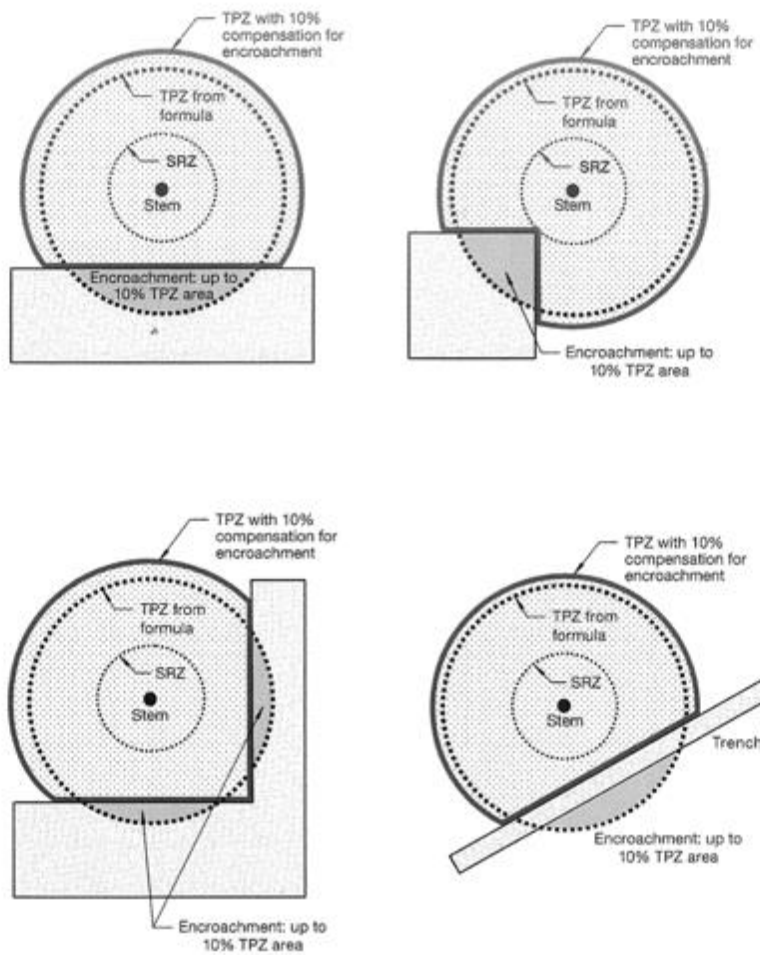 TPZ with 10%
compensation for
encroachment
TPZ from
formula
SRZ
Stem
Encroachment: up to
10% TPZ area
TPZ with 10%
compensation for
encroachment
TPZ from
formula
SRZ
Stem
Encroachment: up to
10% TPZ area
TPZ with 10%
compensation for
encroachment
TPZ from
formula
SRZ
Stem
Encroachment: up to
10% TPZ area
TPZ with 10%
compensation for
encroachment
TPZ from
formula
SRZ
Stem
Trench
Encroachment: up to
10% TPZ area